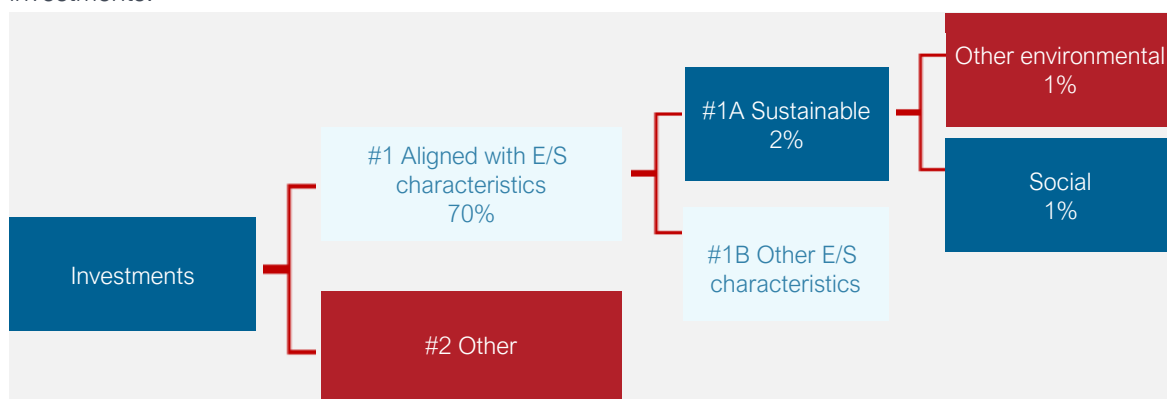 Investments
#1 Aligned with E/S
characteristics
70%
#2 Other
#1A Sustainable
2%
#1B Other E/S
characteristics
Other environmental
1%
Social
1%